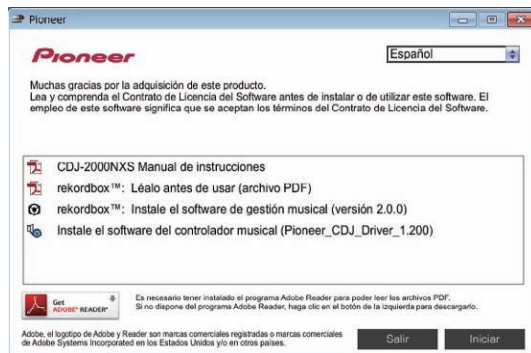 Pioneer
Pioneer
Español
Muchas gracias por la adquisición de este producto.
Lea y comprenda el Contrato de Licencia del Software antes de instalar o de utilizar este software. El
empleo de este software significa que se aceptan los términos del Contrato de Licencia del Software.
CDJ-2000NXS Manual de instrucciones
rekordbox™: Léalo antes de usar (archivo PDF)
rekordbox™: Instale el software de gestión musical (versión 2.0.0)
Instale el software del controlador musical (Pioneer_CDJ_Driver_1.200)
Get
ADOBE® READER®
Es necesario tener instalado el programa Adobe Reader para poder leer los archivos PDF.
Si no dispone del programa Adobe Reader, haga clic en el botón de la izquierda para descargarlo.
Adobe, el logotipo de Adobe y Reader son marcas comerciales registradas o marcas comerciales
de Adobe Systems Incorporated en los Estados Unidos y/o en otros países.
Salir
Iniciar